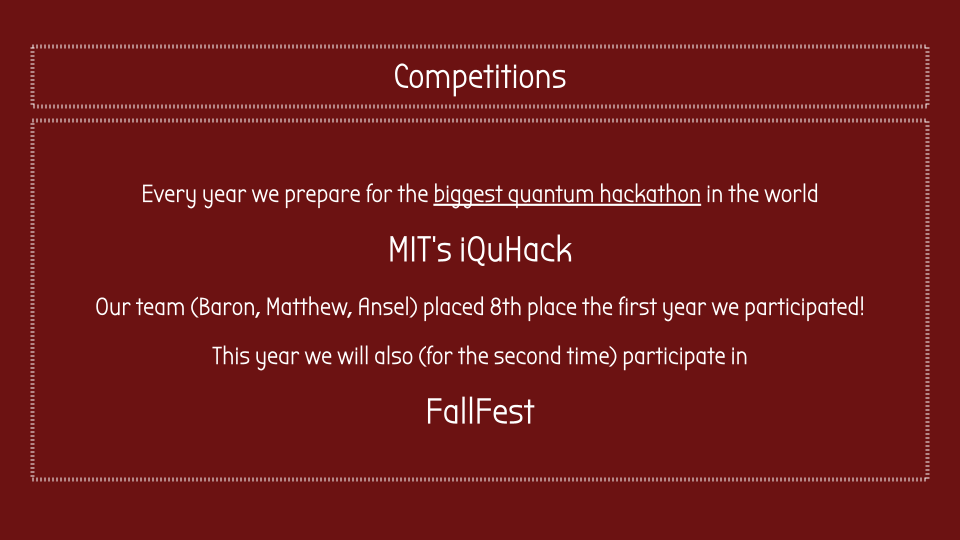 Competitions
Every year we prepare for the biggest quantum hackathon in the world
MIT's iQuHack
Our team (Baron, Matthew, Ansel) placed 8th place the first year we participated!
This year we will also (for the second time) participate in
FallFest